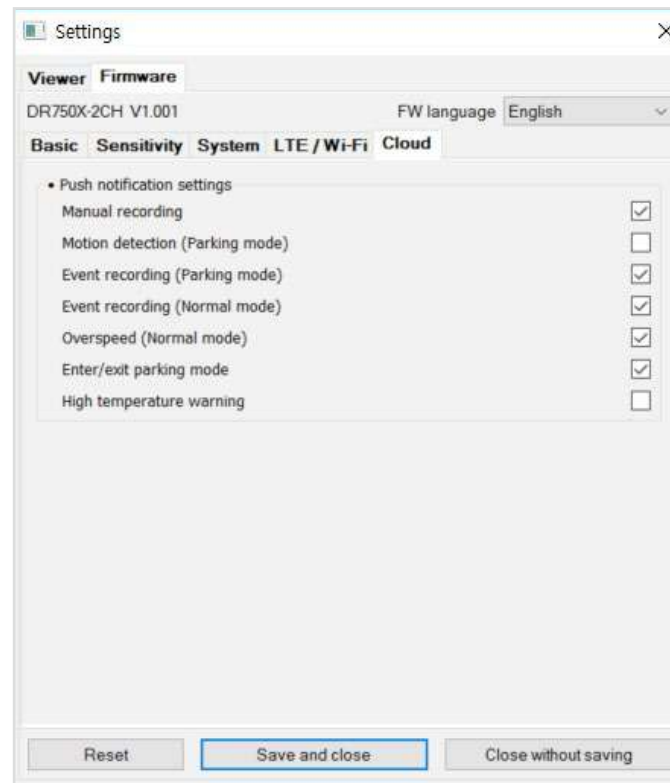 Settings
Viewer Firmware
DR750X-2CH V1.001 FW language English
Basic Sensitivity System LTE / Wi-Fi Cloud
• Push notification settings
Manual recording
Motion detection (Parking mode)
Event recording (Parking mode)
Event recording (Normal mode)
Overspeed (Normal mode)
Enter/exit parking mode
High temperature warning
Reset Save and close Close without saving